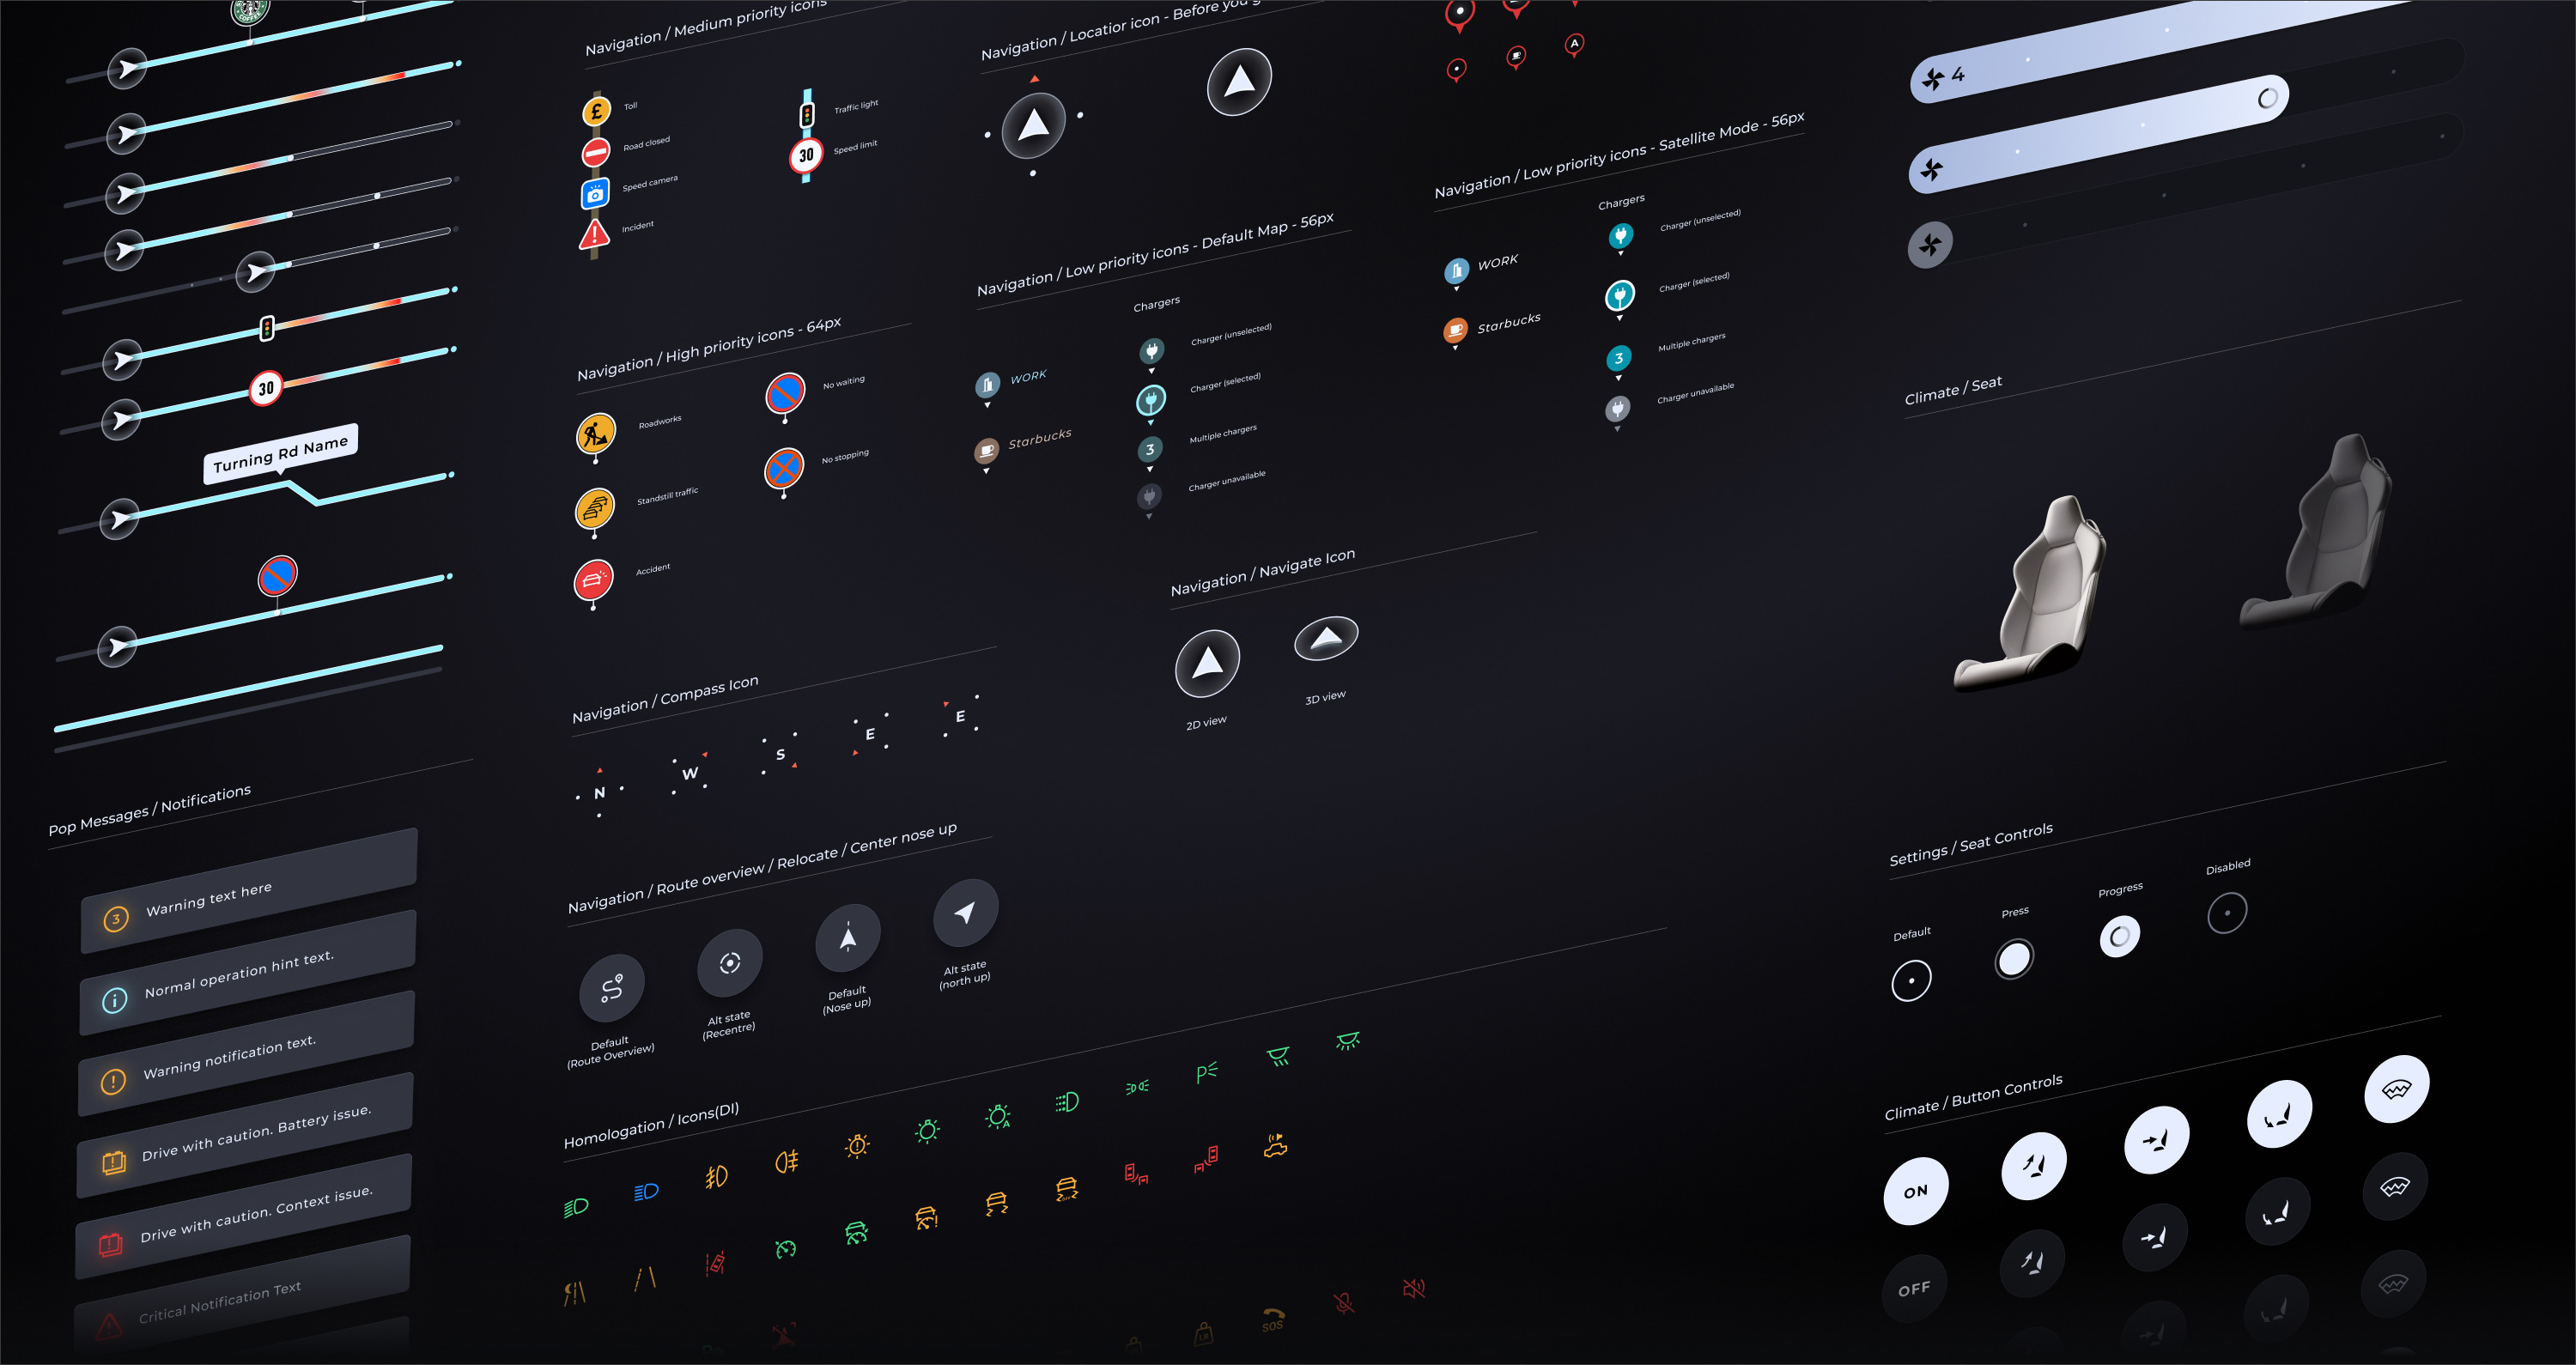 COFFEE
30
Turning Rd Name
Pop Messages / Notifications
3
Warning text here
Normal operation hint text.
Warning notification text.
Drive with caution. Battery issue.
Drive with caution. Context issue.
Critical Notification Text
Navigation / Medium priority icons
£
Toll
Road closed
Speed camera
Incident
Traffic light
30
Speed limit
Navigation / High priority icons - 64px
Roadworks
Standstill traffic
Accident
No waiting
No stopping
Navigation / Compass Icon
N
W
S
E
E
Navigation / Route overview / Relocate / Center nose up
Default
(Route Overview)
Alt state
(Recentre)
Default
(Nose up)
Alt state
(north up)
Homologation / Icons(DI)
A
P
OFF
LB
SOS
Navigation / Locatior icon - Before you g
Navigation / Low priority icons - Default Map - 56px
WORK
Starbucks
Chargers
Charger (unselected)
Charger (selected)
3
Multiple chargers
Charger unavailable
Navigation / Navigate Icon
2D view
3D view
A
Navigation / Low priority icons - Satellite Mode - 56px
WORK
Starbucks
Chargers
Charger (unselected)
Charger (selected)
3
Multiple chargers
Charger unavailable
4
Climate / Seat
Settings / Seat Controls
Default
Press
Progress
Disabled
Climate / Button Controls
ON
OFF